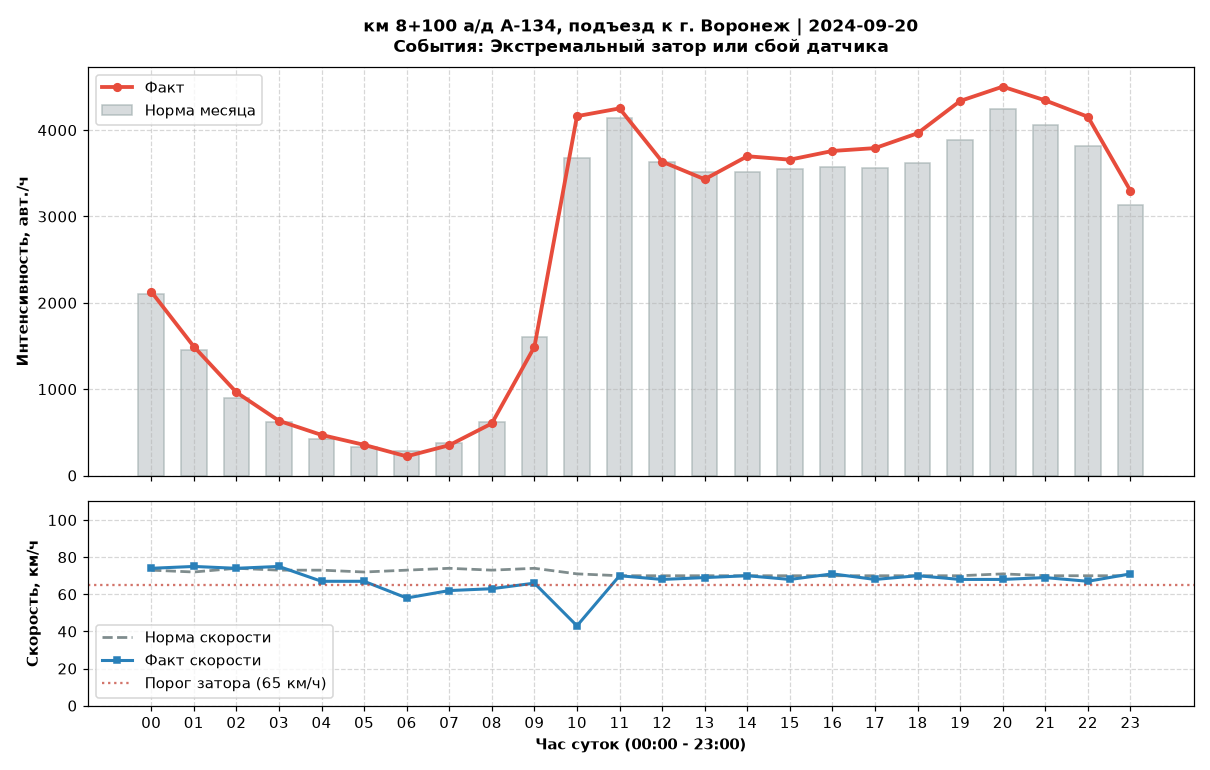 км 8+100 а/д А-134, подъезд к г. Воронеж | 2024-09-20
События: Экстремальный затор или сбой датчика
Интенсивность, авт./ч
4000
3000
2000
1000
0
Факт
Норма месяца
Скорость, км/ч
100
80
60
40
20
0
Норма скорости
Факт скорости
Порог затора (65 км/ч)
00 01 02 03 04 05 06 07 08 09 10 11 12 13 14 15 16 17 18 19 20 21 22 23
Час суток (00:00 - 23:00)